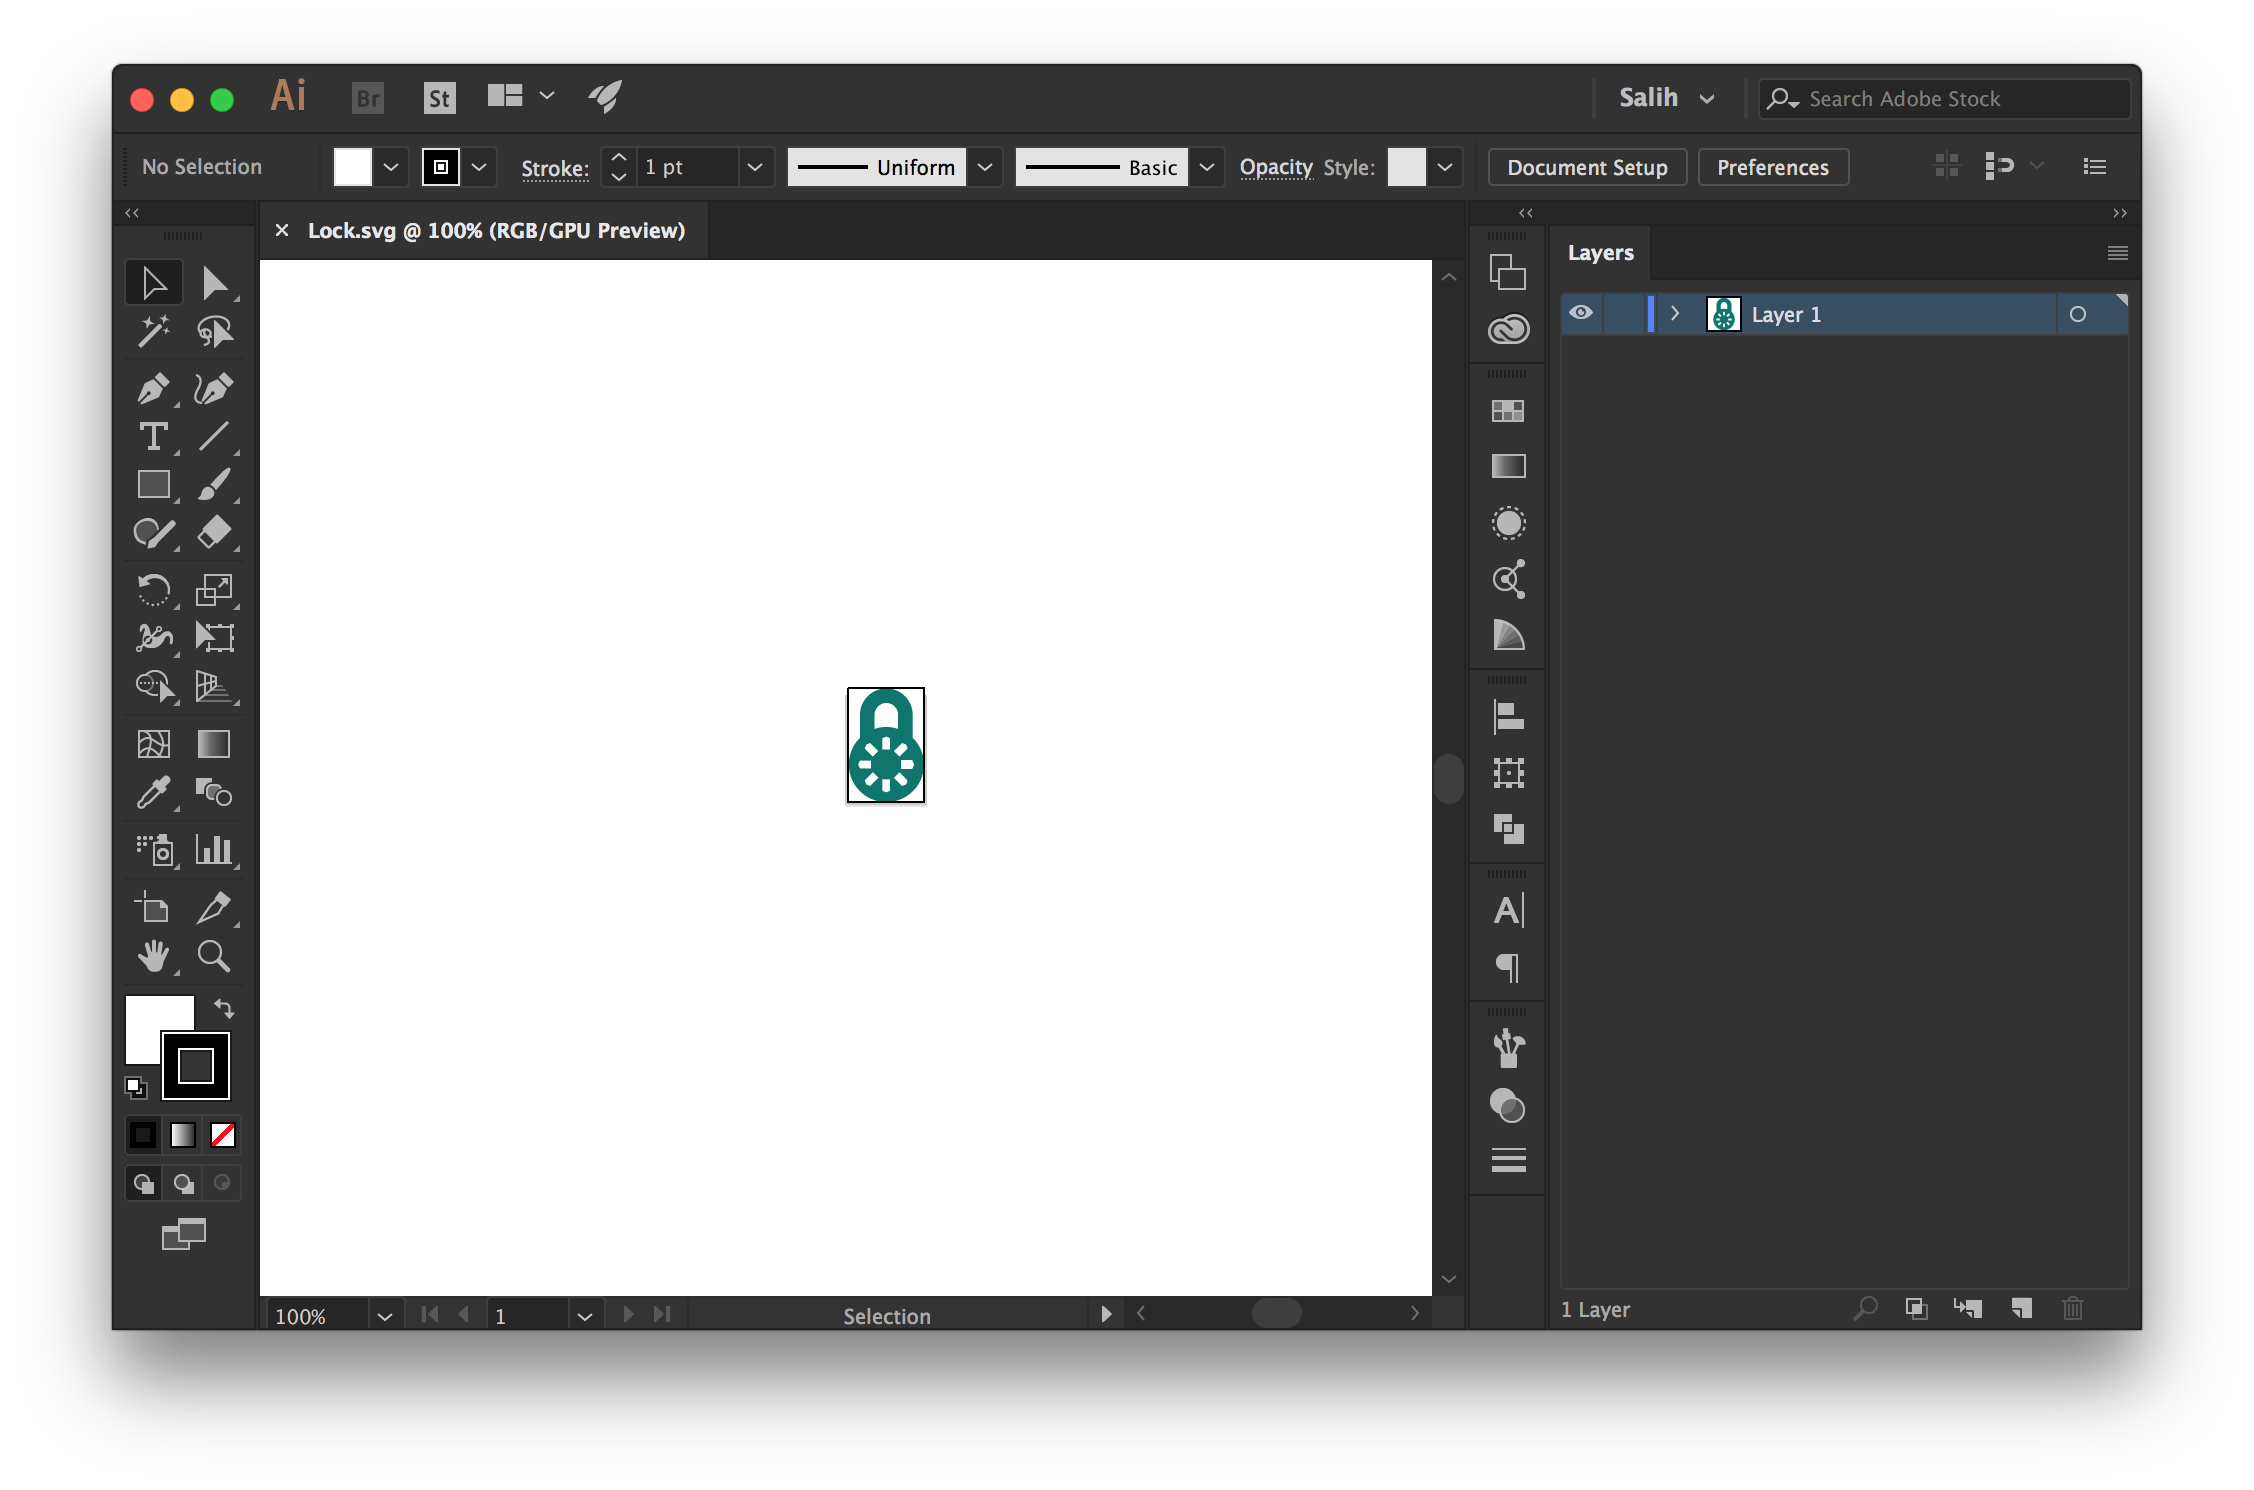 Ai Br St Salih Search Adobe Stock
No Selection Stroke: 1 pt Uniform Basic Opacity Style: Document Setup Preferences
Lock.svg @ 100% (RGB/GPU Preview)
Layers
Layer 1
100% 1 Selection
1 Layer